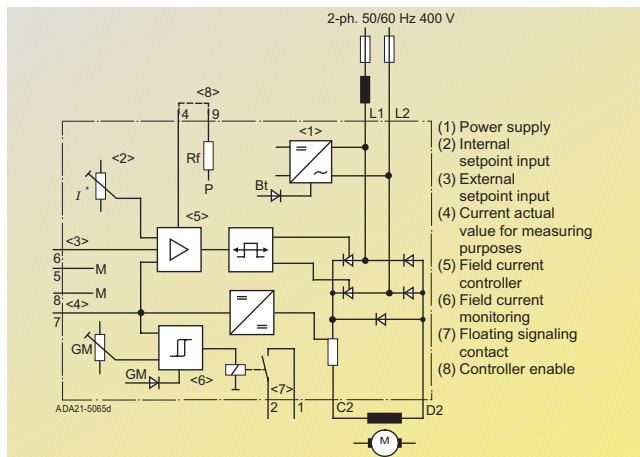 2-ph. 50/60 Hz 400 V
<8>
4 9
L1 L2
<1>
<2>
Rf
I*
P
Bt
<5>
<3>
6
5 M
8 M
<4>
7
GM
GM
<6>
<7>
2 1
C2
D2
ADA21-5065d
M
(1) Power supply
(2) Internal
setpoint input
(3) External
setpoint input
(4) Current actual
value for measuring
purposes
(5) Field current
controller
(6) Field current
monitoring
(7) Floating signaling
contact
(8) Controller enable